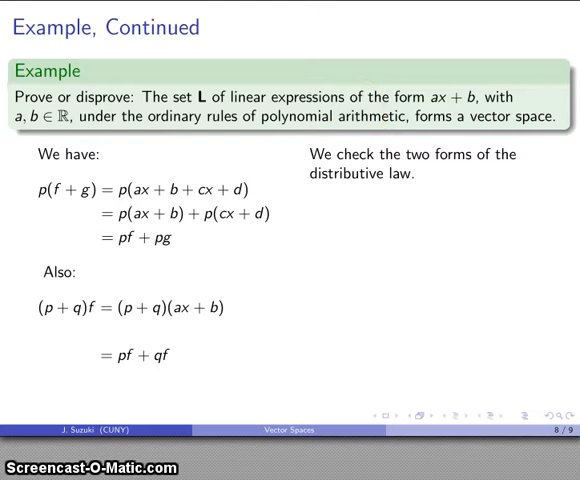 Example, Continued
Example
Prove or disprove: The set L of linear expressions of the form ax + b, with
a, b ∈ ℝ, under the ordinary rules of polynomial arithmetic, forms a vector space.
We have:
p(f + g) = p(ax + b + cx + d)
= p(ax + b) + p(cx + d)
= pf + pg
Also:
(p + q)f = (p + q)(ax + b)
= pf + qf
We check the two forms of the
distributive law.
J. Suzuki (CUNY) Vector Spaces 8 / 9
Screencast-O-Matic.com